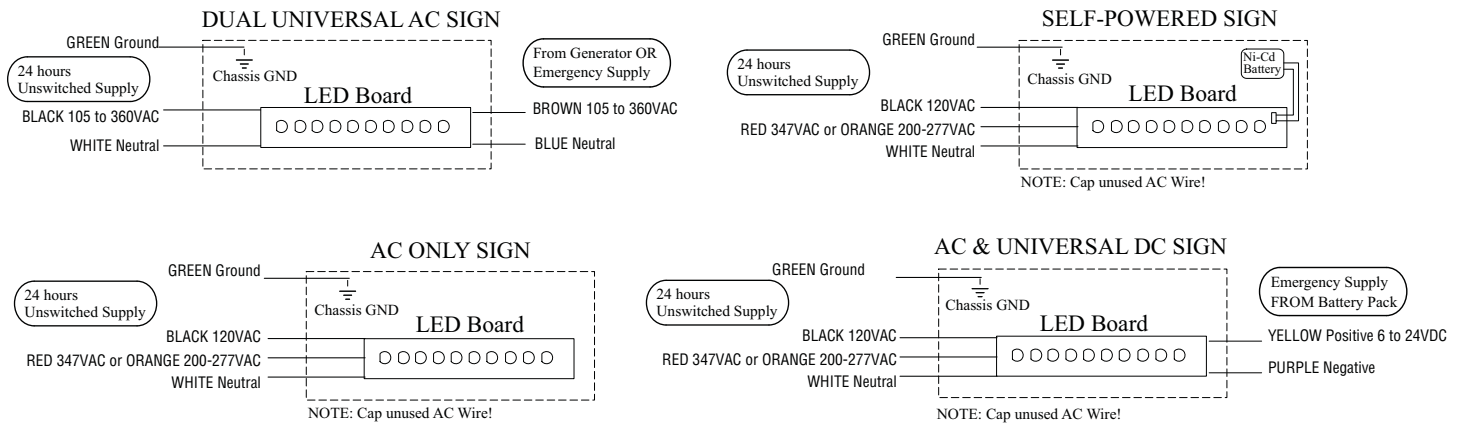 DUAL UNIVERSAL AC SIGN
GREEN Ground
24 hours
Unswitched Supply
Chassis GND
From Generator OR
Emergency Supply
LED Board
BLACK 105 to 360VAC
BROWN 105 to 360VAC
WHITE Neutral
BLUE Neutral
SELF-POWERED SIGN
GREEN Ground
24 hours
Unswitched Supply
Chassis GND
Ni-Cd
Battery
LED Board
BLACK 120VAC
RED 347VAC or ORANGE 200-277VAC
WHITE Neutral
NOTE: Cap unused AC Wire!
AC ONLY SIGN
GREEN Ground
24 hours
Unswitched Supply
Chassis GND
LED Board
BLACK 120VAC
RED 347VAC or ORANGE 200-277VAC
WHITE Neutral
NOTE: Cap unused AC Wire!
AC & UNIVERSAL DC SIGN
GREEN Ground
24 hours
Unswitched Supply
Chassis GND
Emergency Supply
FROM Battery Pack
LED Board
BLACK 120VAC
YELLOW Positive 6 to 24VDC
RED 347VAC or ORANGE 200-277VAC
PURPLE Negative
WHITE Neutral
NOTE: Cap unused AC Wire!